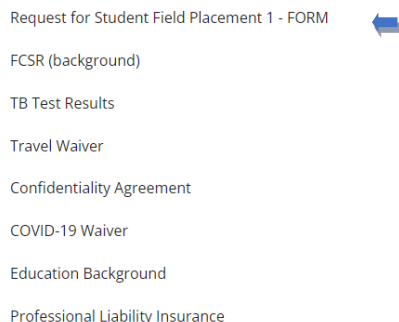 Request for Student Field Placement 1 - FORM
FCSR (background)
TB Test Results
Travel Waiver
Confidentiality Agreement
COVID-19 Waiver
Education Background
Professional Liability Insurance